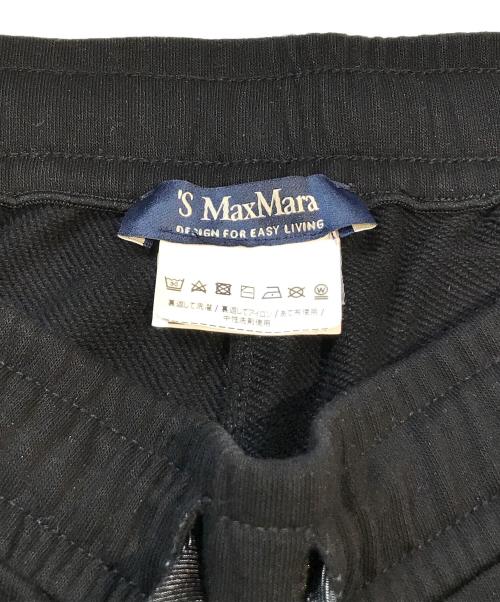 'S MaxMara
DESIGN FOR EASY LIVING
裏返して洗濯 / 裏返してアイロン / あて布使用 /
中性洗剤使用